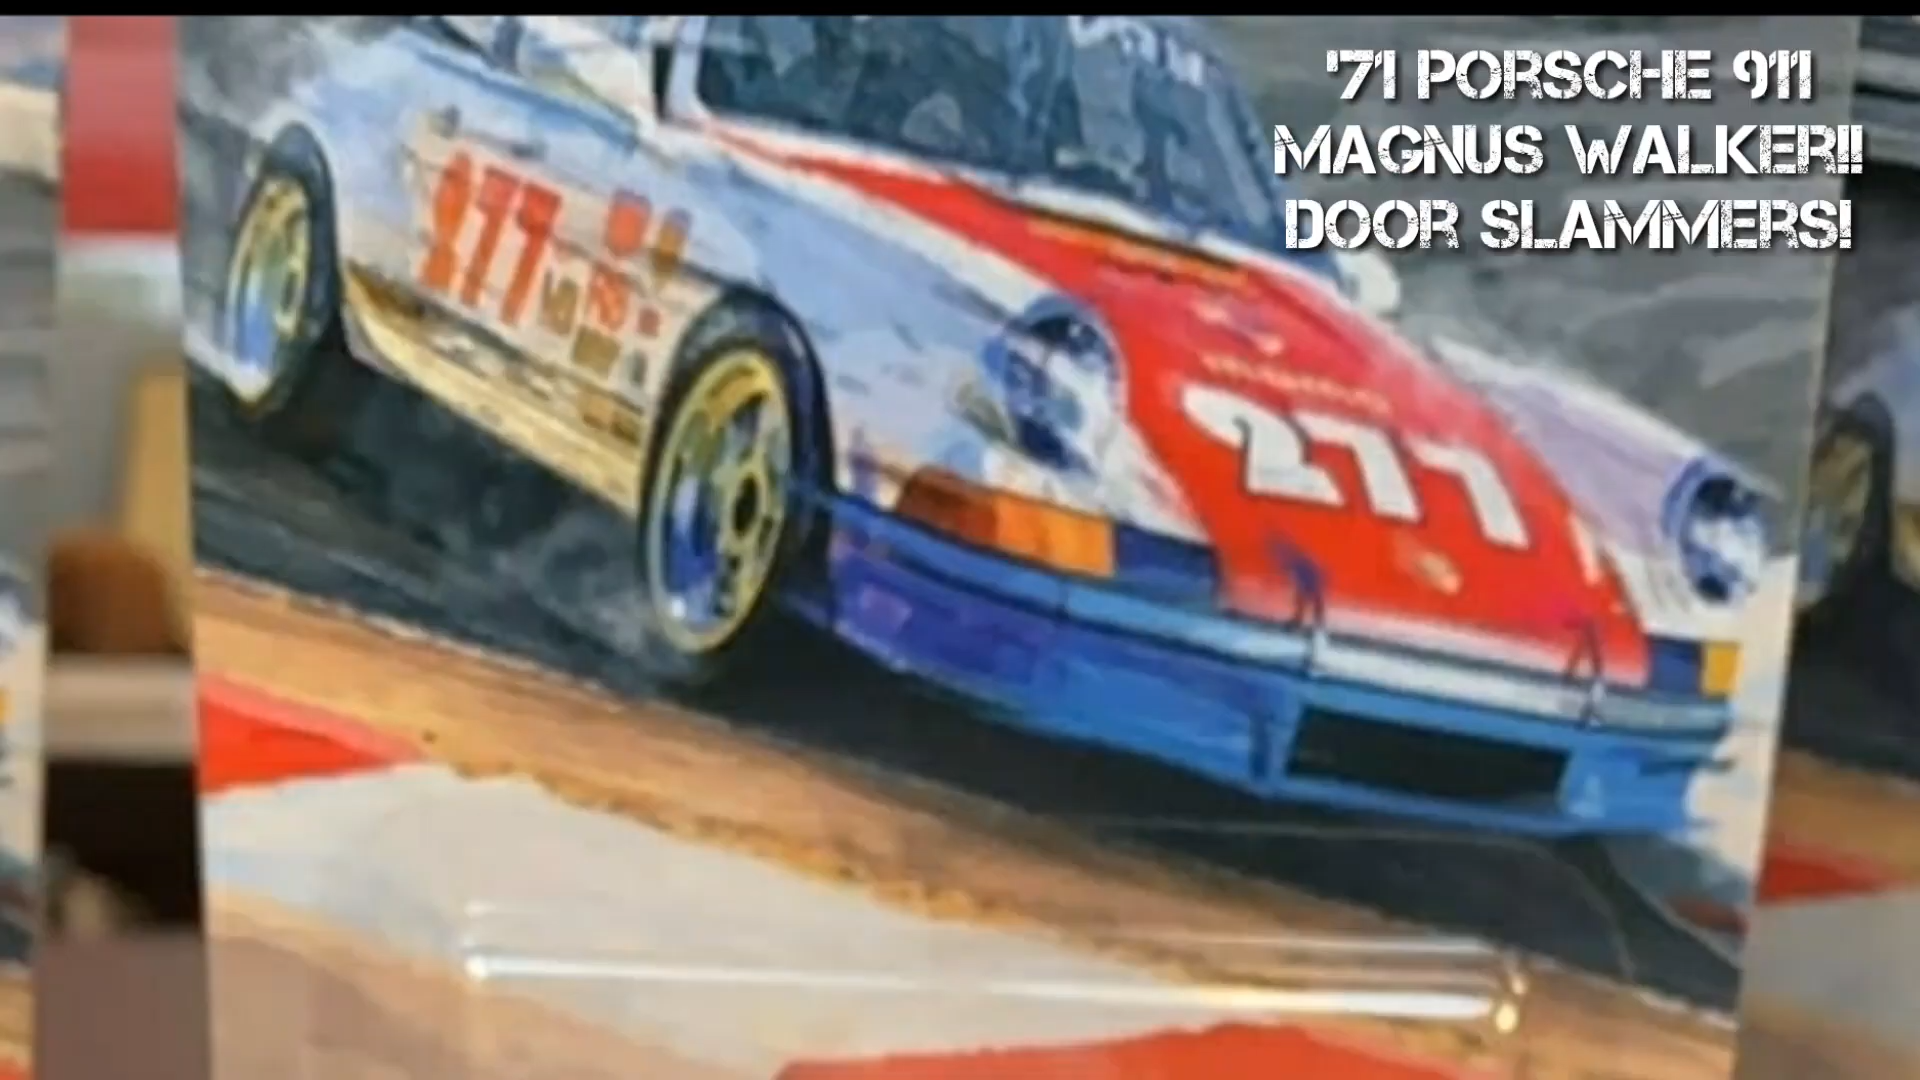 '71 PORSCHE 911
MAGNUS WALKER!!
DOOR SLAMMERS!
277
277